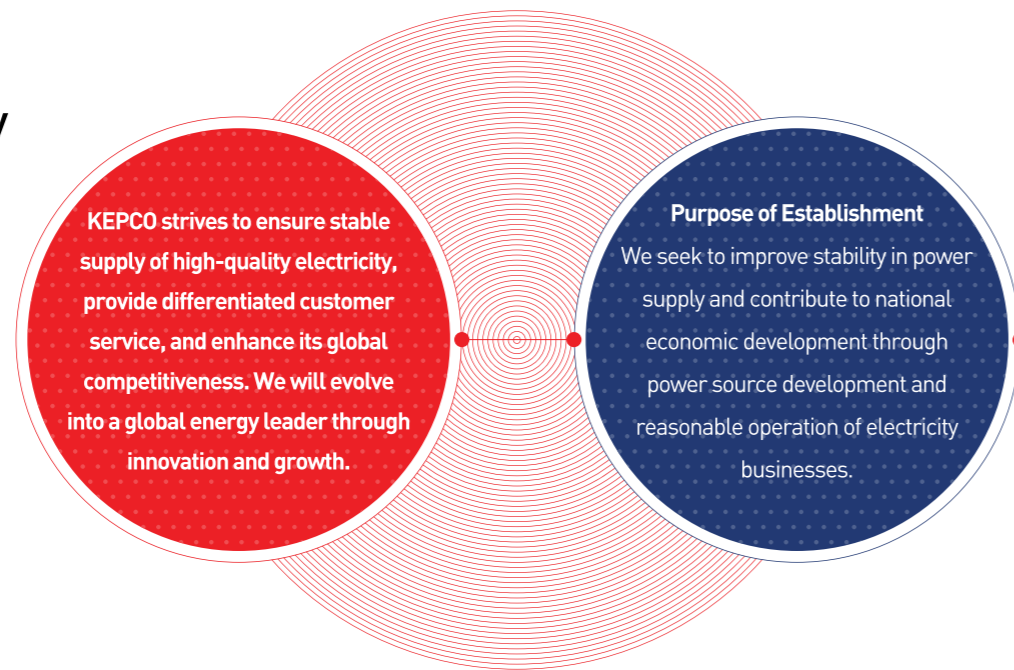 KEPCO strives to ensure stable
supply of high-quality electricity,
provide differentiated customer
service, and enhance its global
competitiveness. We will evolve
into a global energy leader through
innovation and growth.
Purpose of Establishment
We seek to improve stability in power
supply and contribute to national
economic development through
power source development and
reasonable operation of electricity
businesses.